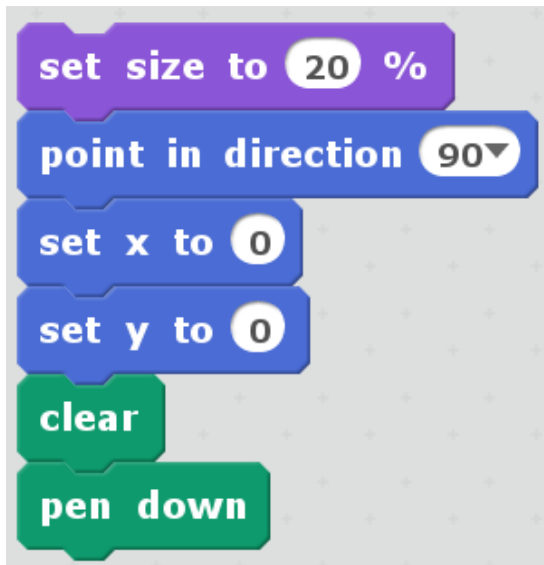 set size to 20 %
point in direction 90
set x to 0
set y to 0
clear
pen down